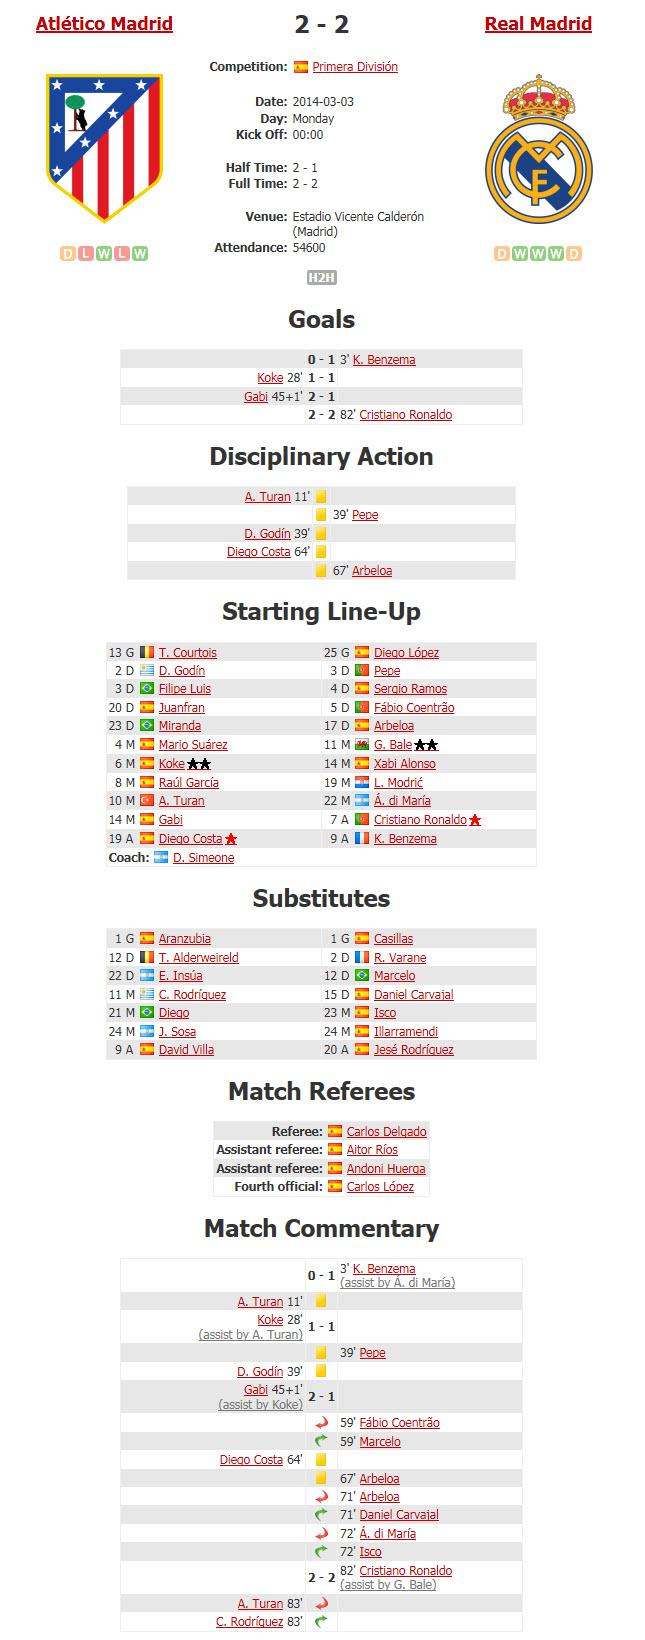 Atlético Madrid 2 - 2 Real Madrid
Competition: Primera División
Date: 2014-03-03
Day: Monday
Kick Off: 00:00
Half Time: 2 - 1
Full Time: 2 - 2
Venue: Estadio Vicente Calderón
(Madrid)
Attendance: 54600
D L W L W D W W W D
H2H
Goals
0 - 1 3' K. Benzema
Koke 28' 1 - 1
Gabi 45+1' 2 - 1
2 - 2 82' Cristiano Ronaldo
Disciplinary Action
A. Turan 11'
39' Pepe
D. Godín 39'
Diego Costa 64'
67' Arbeloa
Starting Line-Up
13 G T. Courtois 25 G Diego López
2 D D. Godín 3 D Pepe
3 D Filipe Luis 4 D Sergio Ramos
20 D Juanfran 5 D Fábio Coentrão
23 D Miranda 17 D Arbeloa
4 M Mario Suárez 11 M G. Bale
6 M Koke 14 M Xabi Alonso
8 M Raúl García 19 M L. Modrić
10 M A. Turan 22 M Á. di María
14 M Gabi 7 A Cristiano Ronaldo
19 A Diego Costa 9 A K. Benzema
Coach: D. Simeone
Substitutes
1 G Aranzubia 1 G Casillas
12 D T. Alderweireld 2 D R. Varane
22 D E. Insúa 12 D Marcelo
11 M C. Rodríguez 15 D Daniel Carvajal
21 M Diego 23 M Isco
24 M J. Sosa 24 M Illarramendi
9 A David Villa 20 A Jesé Rodríguez
Match Referees
Referee: Carlos Delgado
Assistant referee: Aitor Ríos
Assistant referee: Andoni Huerga
Fourth official: Carlos López
Match Commentary
0 - 1 3' K. Benzema
(assist by Á. di María)
A. Turan 11'
Koke 28' 1 - 1
(assist by A. Turan)
39' Pepe
D. Godín 39'
Gabi 45+1' 2 - 1
(assist by Koke)
59' Fábio Coentrão
59' Marcelo
Diego Costa 64'
67' Arbeloa
71' Arbeloa
71' Daniel Carvajal
72' Á. di María
72' Isco
2 - 2 82' Cristiano Ronaldo
(assist by G. Bale)
A. Turan 83'
C. Rodríguez 83'